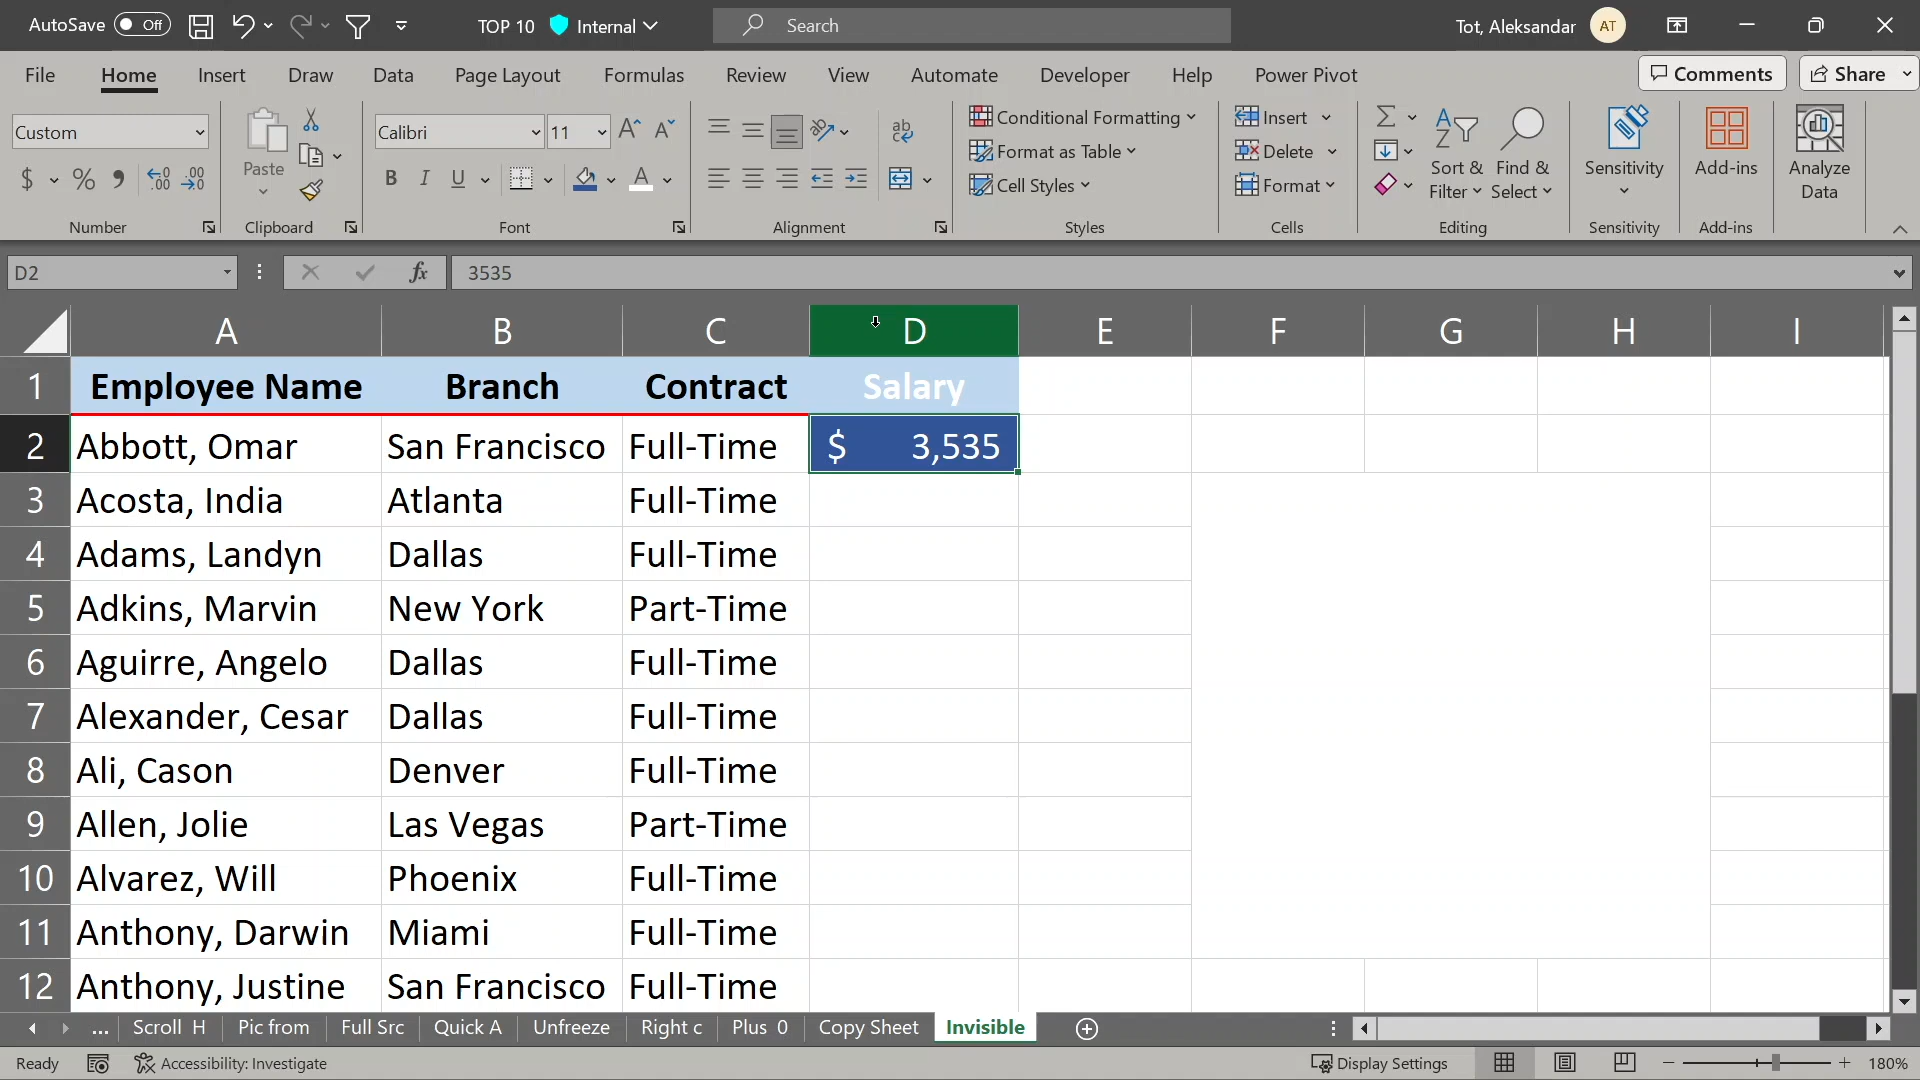 AutoSave Off TOP 10 Internal Search Tot, Aleksandar AT
File Home Insert Draw Data Page Layout Formulas Review View Automate Developer Help Power Pivot Comments Share
Custom Paste Calibri 11 Conditional Formatting Insert
Format as Table Delete Sort & Filter Find & Select Sensitivity Add-ins Analyze Data
$ % B I U A Cell Styles Format
Number Clipboard Font Alignment Styles Cells Editing Sensitivity Add-ins
D2 fx 3535
A B C D E F G H I
1 Employee Name Branch Contract Salary
2 Abbott, Omar San Francisco Full-Time $ 3,535
3 Acosta, India Atlanta Full-Time
4 Adams, Landyn Dallas Full-Time
5 Adkins, Marvin New York Part-Time
6 Aguirre, Angelo Dallas Full-Time
7 Alexander, Cesar Dallas Full-Time
8 Ali, Cason Denver Full-Time
9 Allen, Jolie Las Vegas Part-Time
10 Alvarez, Will Phoenix Full-Time
11 Anthony, Darwin Miami Full-Time
12 Anthony, Justine San Francisco Full-Time
... Scroll H Pic from Full Src Quick A Unfreeze Right c Plus 0 Copy Sheet Invisible
Ready Accessibility: Investigate Display Settings 180%